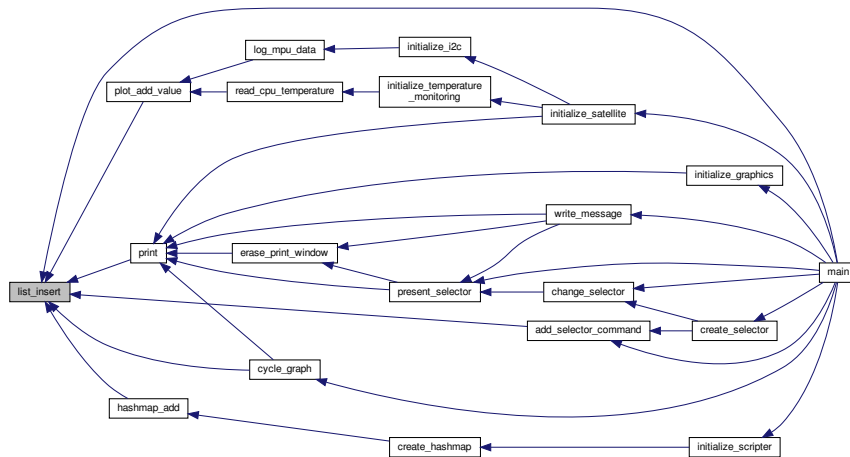 log_mpu_data
initialize_i2c
plot_add_value
read_cpu_temperature
initialize_temperature
_monitoring
initialize_satellite
initialize_graphics
write_message
print
erase_print_window
main
list_insert
present_selector
change_selector
add_selector_command
create_selector
cycle_graph
hashmap_add
create_hashmap
initialize_scripter